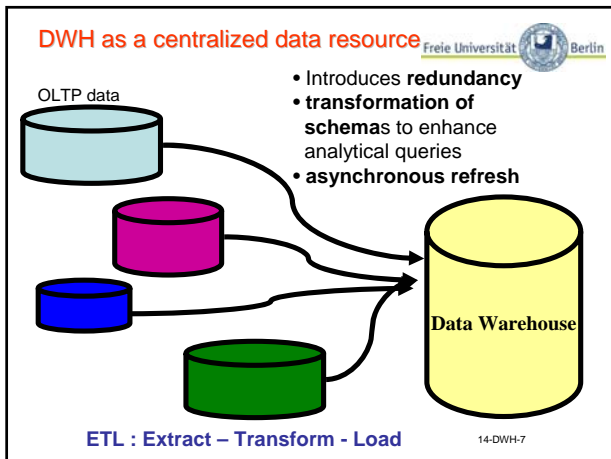 DWH as a centralized data resource
Freie Universität Berlin
OLTP data
• Introduces redundancy
• transformation of
schemas to enhance
analytical queries
• asynchronous refresh
Data Warehouse
ETL : Extract – Transform - Load
14-DWH-7